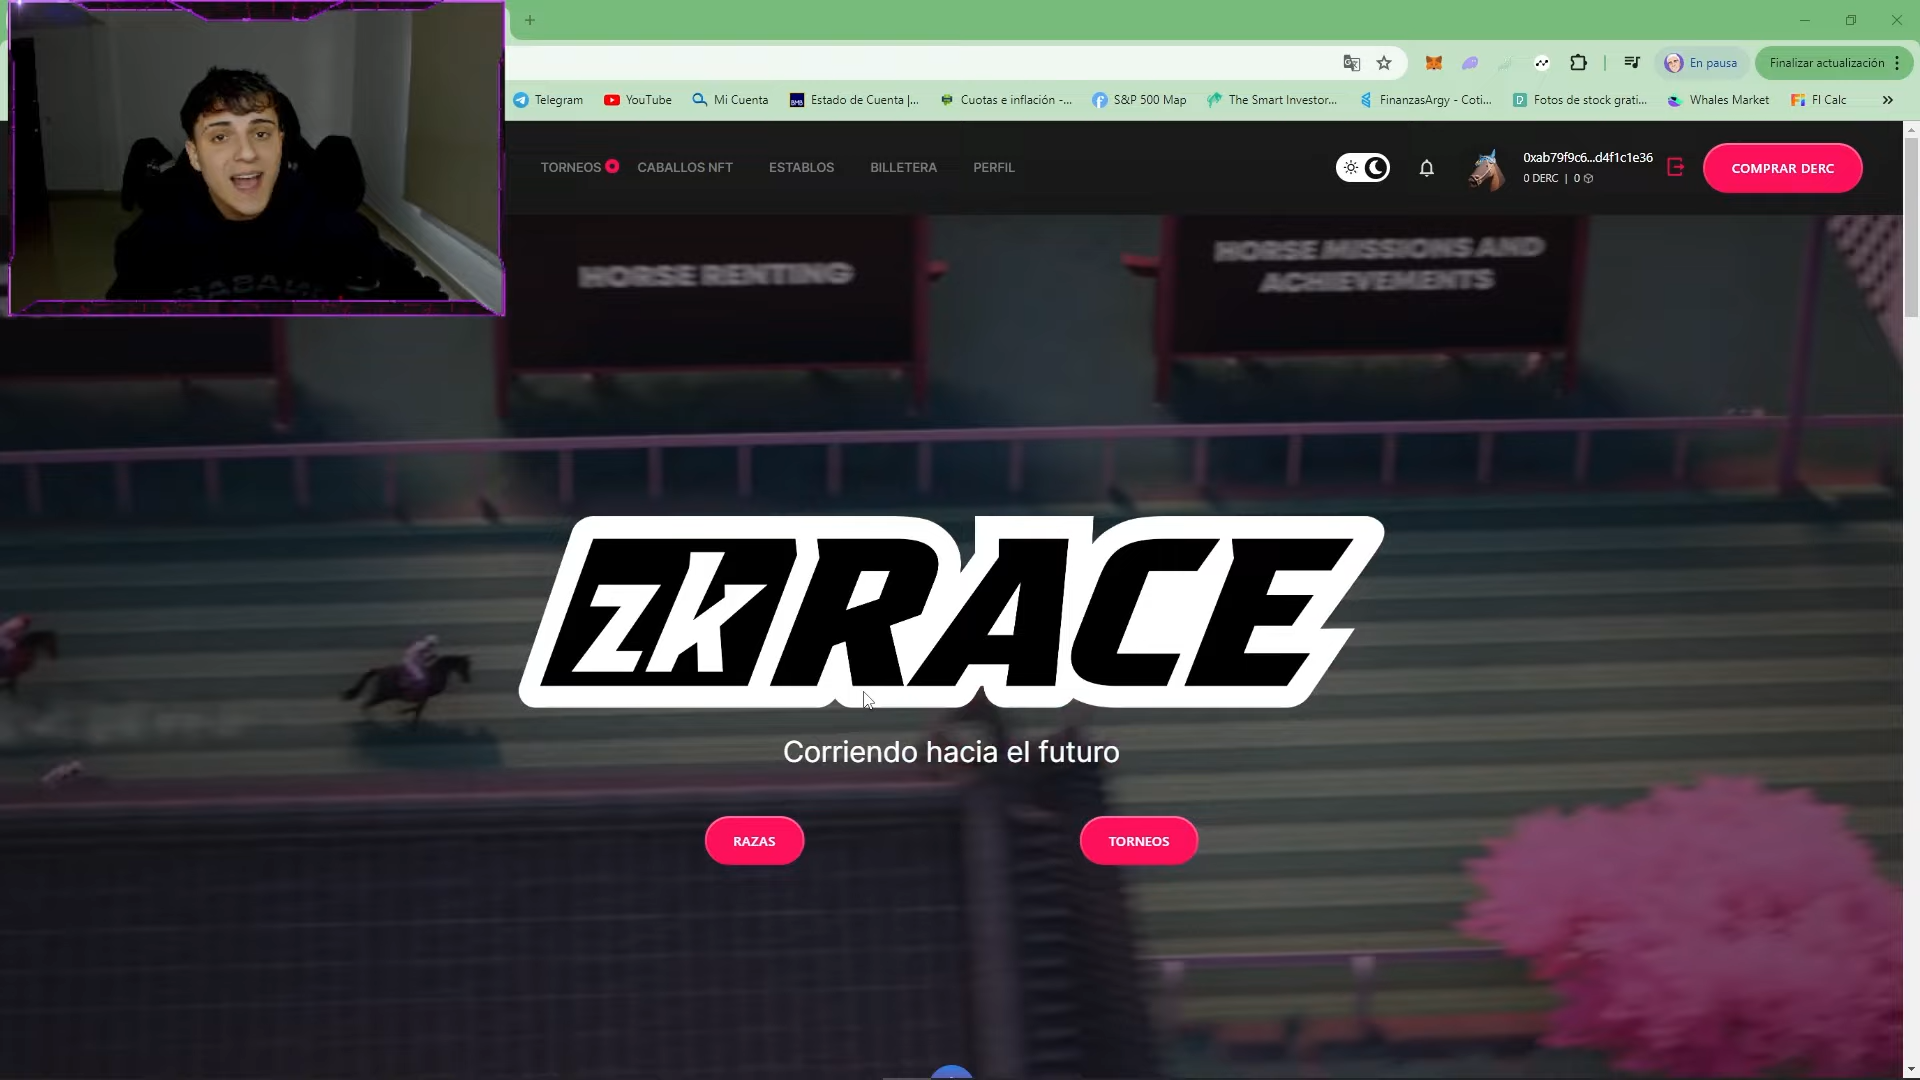 En pausa
Finalizar actualización
Telegram
YouTube
Mi Cuenta
Estado de Cuenta |...
Cuotas e inflación -...
S&P 500 Map
The Smart Investor...
FinanzasArgy - Coti...
Fotos de stock grati...
Whales Market
FI Calc
TORNEOS
CABALLOS NFT
ESTABLOS
BILLETERA
PERFIL
0xab79f9c6...d4f1c1e36
0 DERC | 0
COMPRAR DERC
HORSE RENTING
HORSE MISSIONS AND
ACHIEVEMENTS
zkRACE
Corriendo hacia el futuro
RAZAS
TORNEOS